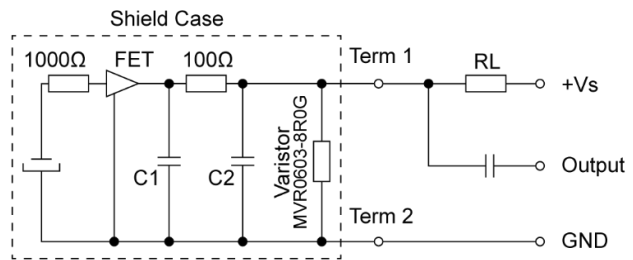 Shield Case
1000Ω
FET
100Ω
Term 1
RL
+Vs
C1
C2
Varistor
MVR0603-8R0G
Output
Term 2
GND